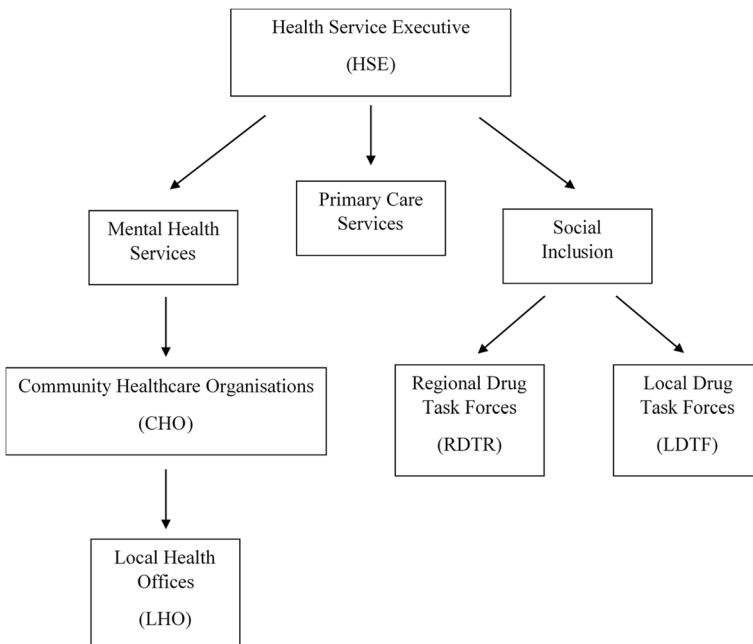 Health Service Executive
(HSE)
Mental Health
Services
Primary Care
Services
Social
Inclusion
Community Healthcare Organisations
(CHO)
Regional Drug
Task Forces
(RDTR)
Local Drug
Task Forces
(LDTF)
Local Health
Offices
(LHO)